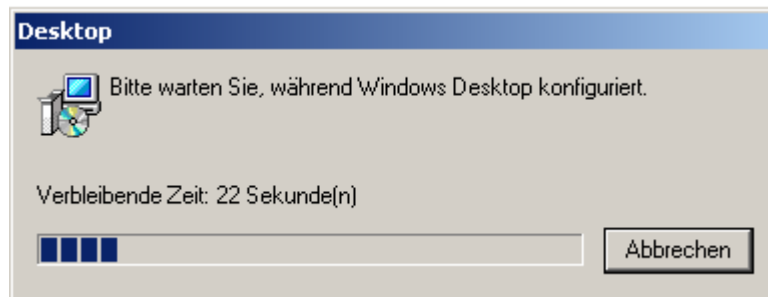 Desktop
Bitte warten Sie, während Windows Desktop konfiguriert.
Verbleibende Zeit: 22 Sekunde(n)
Abbrechen